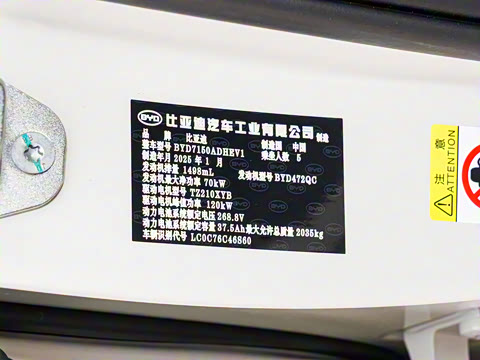 BYD 比亚迪汽车工业有限公司 制造
品 牌 比亚迪 制造国 中国
整车型号 BYD7150ADHEV1 乘坐人数 5
制造年月 2025 年 1 月
发动机排量 1498mL 发动机型号 BYD472QC
发动机最大净功率 70kW
驱动电机型号 TZ210XYB
驱动电机峰值功率 120kW
动力电池系统额定电压 268.8V
动力电池系统额定容量 37.5Ah 最大允许总质量 2035kg
车辆识别代号 LC0C76C46860
注意
ATTENTION